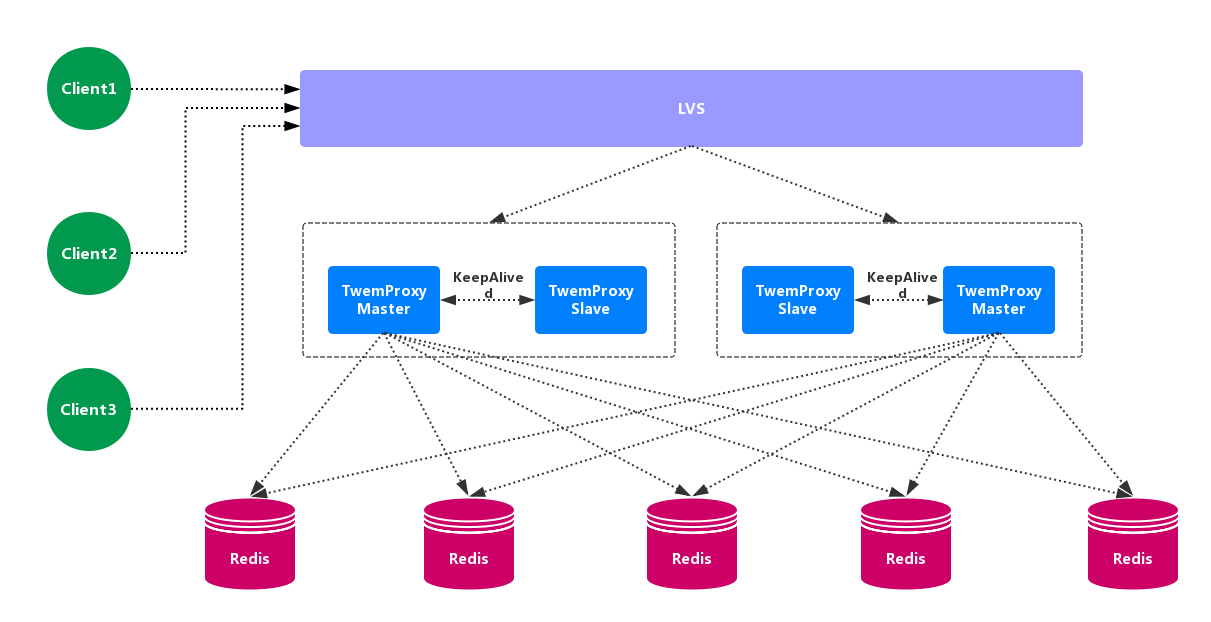 Client1
LVS
Client2
KeepAlive
d
TwemProxy
Master
TwemProxy
Slave
KeepAlive
d
TwemProxy
Slave
TwemProxy
Master
Client3
Redis
Redis
Redis
Redis
Redis